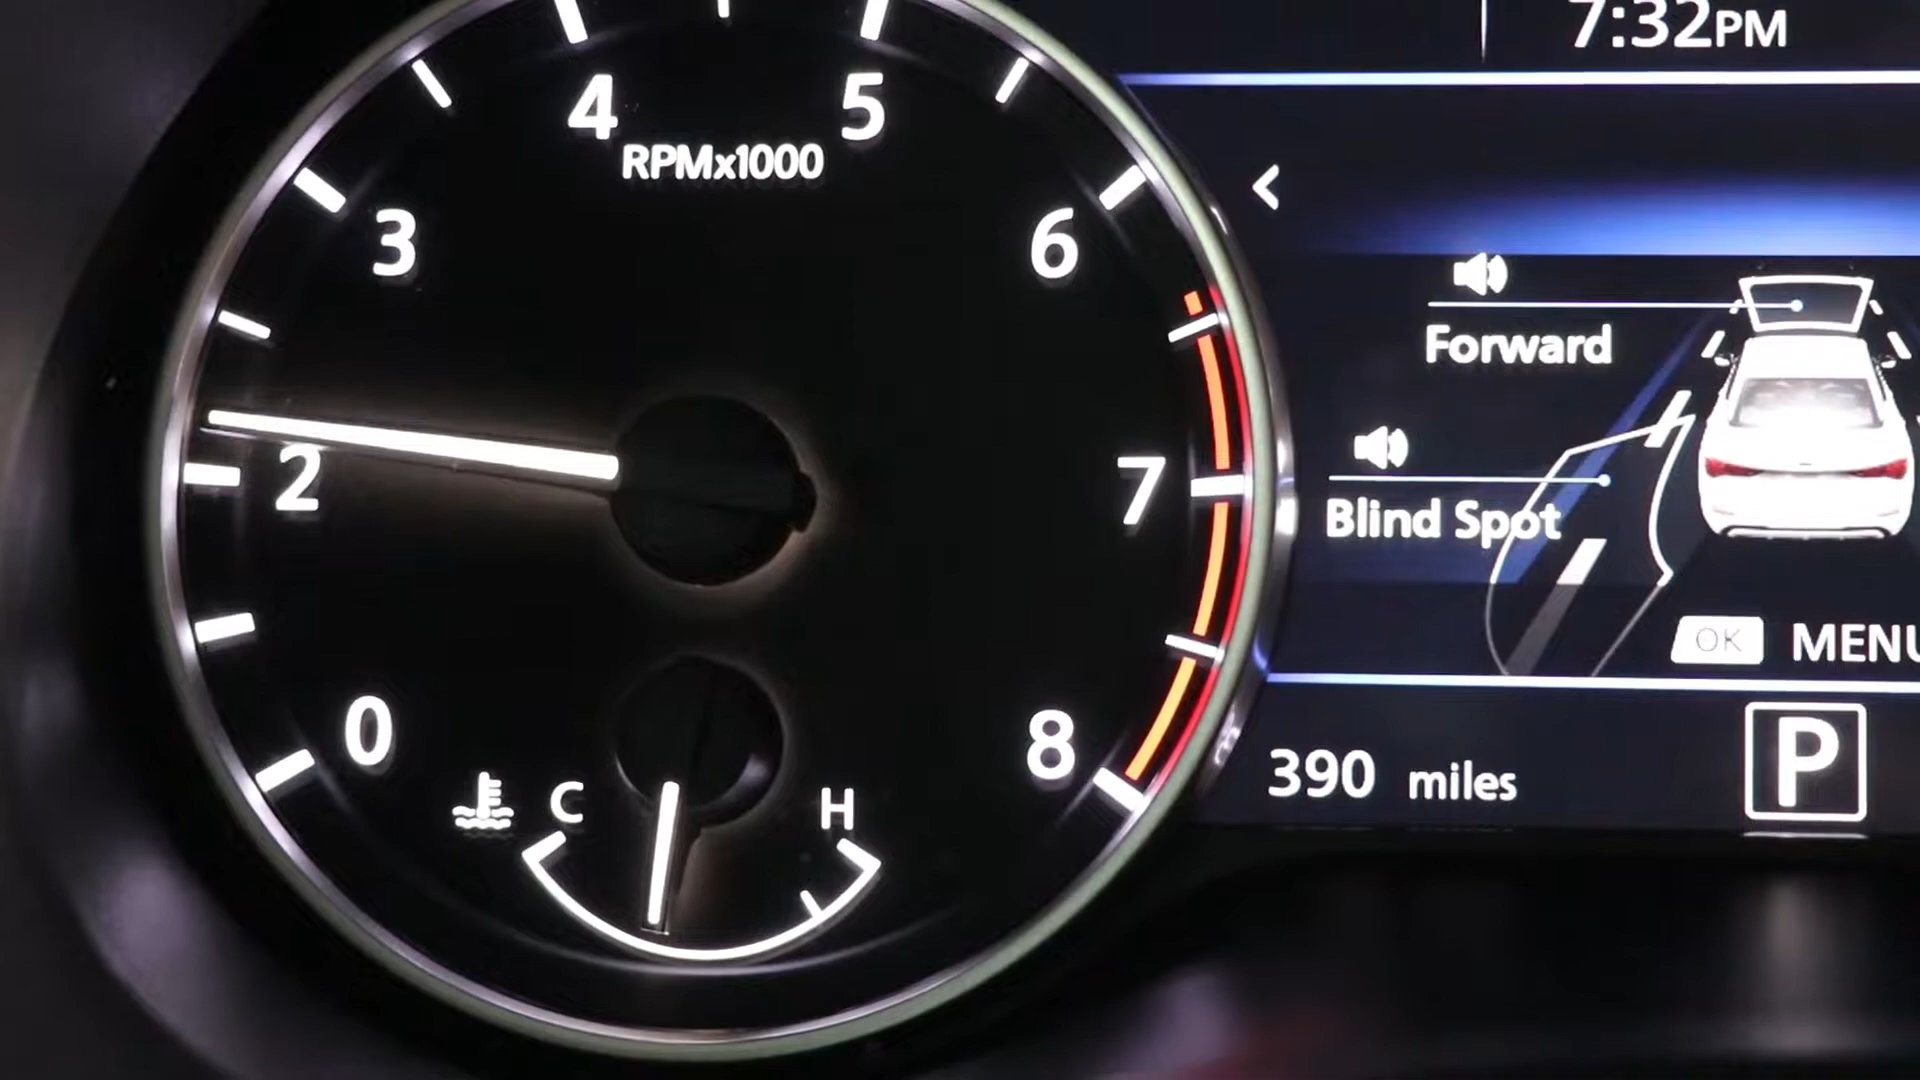 7:32PM
4 5
RPMx1000
3 6
Forward
2 7
Blind Spot
OK MENU
0 8
C H
390 miles P